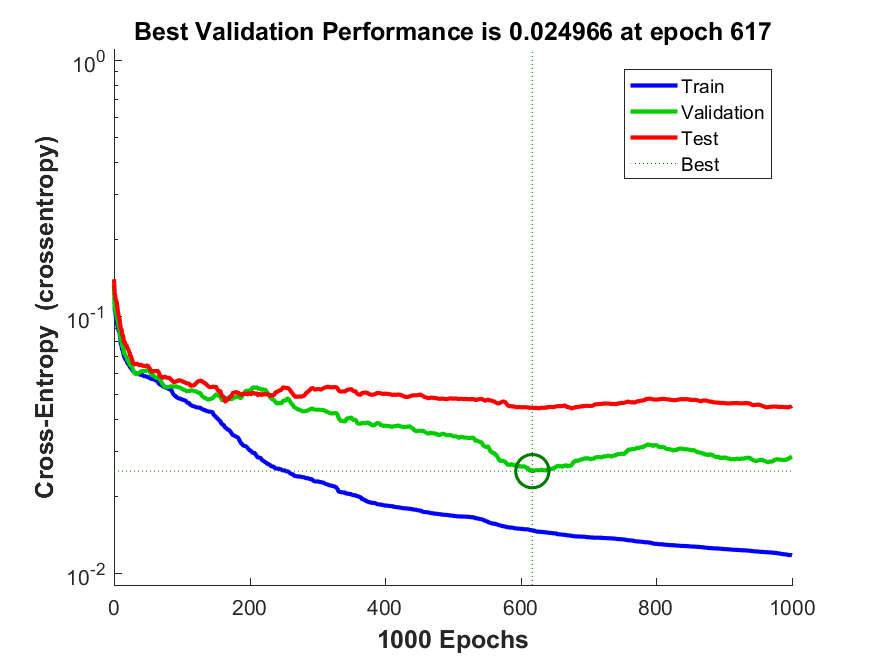 Best Validation Performance is 0.024966 at epoch 617
Cross-Entropy (crossentropy)
10^0
10^-1
10^-2
Train
Validation
Test
Best
0 200 400 600 800 1000
1000 Epochs